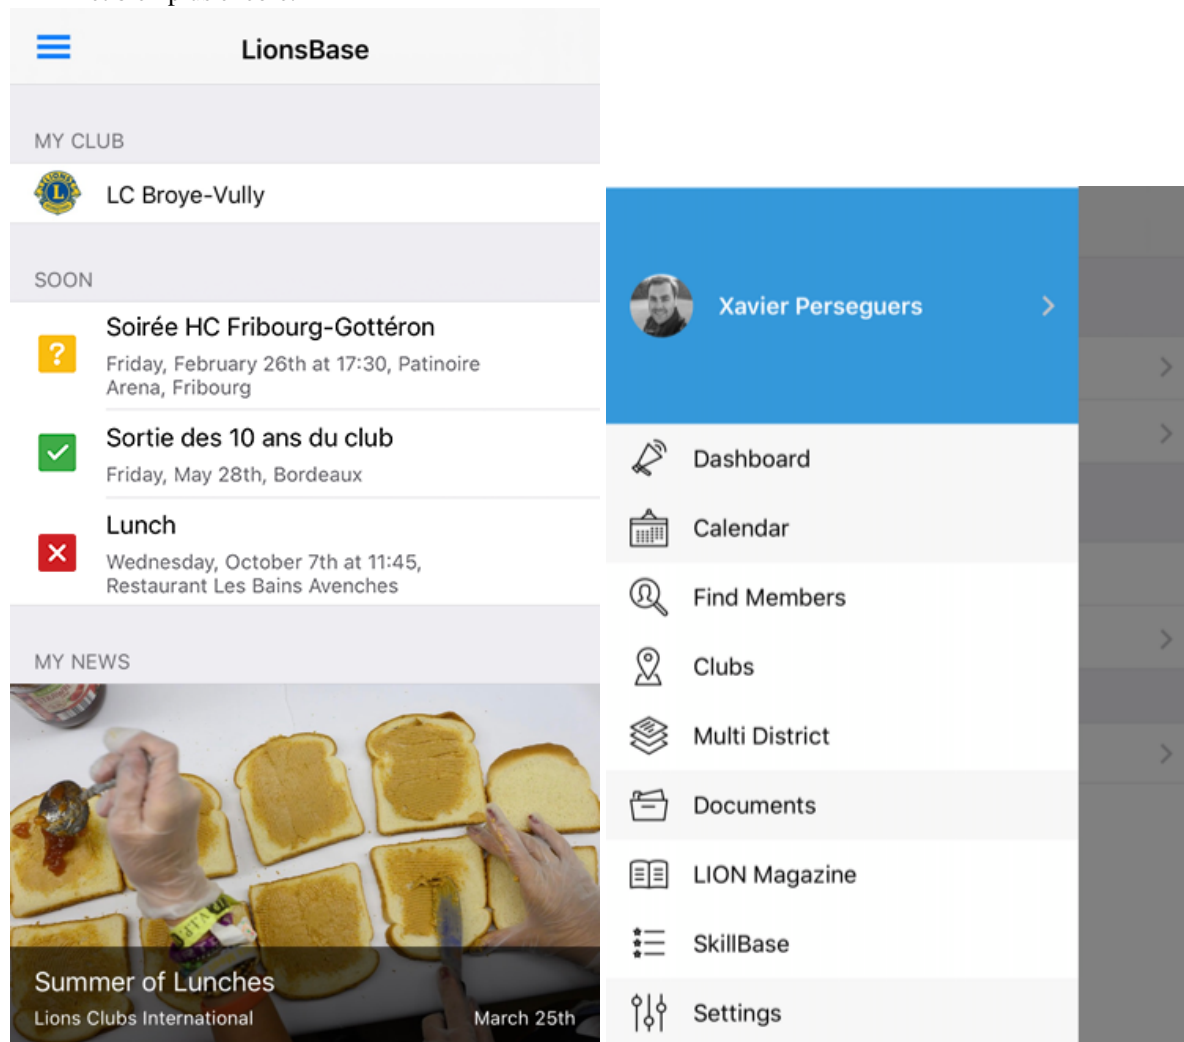 LionsBase
MY CLUB
LC Broye-Vully
SOON
Soirée HC Fribourg-Gottéron
Friday, February 26th at 17:30, Patinoire
Arena, Fribourg
Sortie des 10 ans du club
Friday, May 28th, Bordeaux
Lunch
Wednesday, October 7th at 11:45,
Restaurant Les Bains Avenches
MY NEWS
Summer of Lunches
Lions Clubs International
March 25th
Xavier Perseguers
Dashboard
Calendar
Find Members
Clubs
Multi District
Documents
LION Magazine
SkillBase
Settings